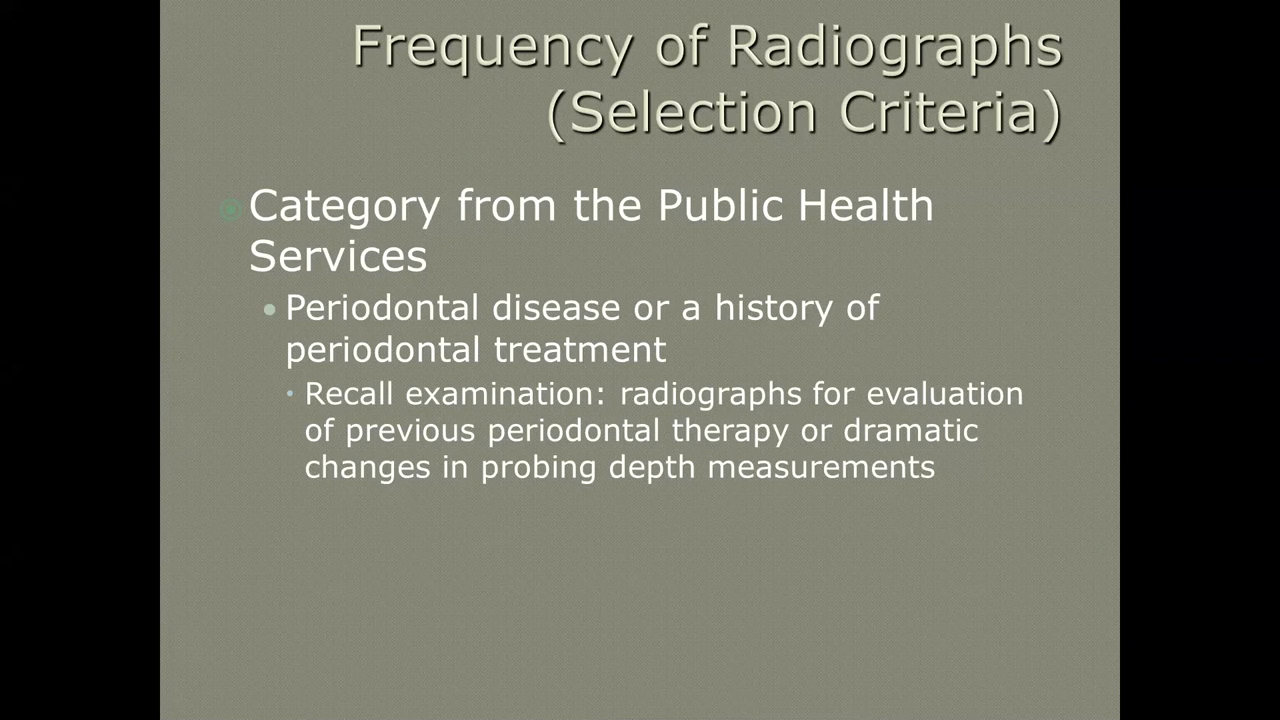 Frequency of Radiographs
(Selection Criteria)
Category from the Public Health
Services
Periodontal disease or a history of
periodontal treatment
Recall examination: radiographs for evaluation
of previous periodontal therapy or dramatic
changes in probing depth measurements